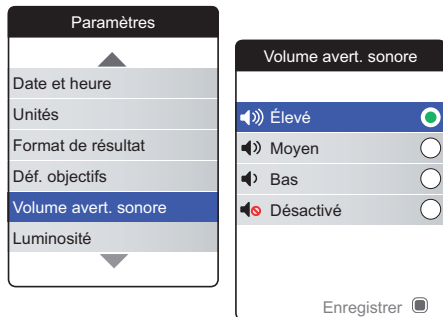 Paramètres
Date et heure
Unités
Format de résultat
Déf. objectifs
Volume avert. sonore
Luminosité
Volume avert. sonore
Élevé
Moyen
Bas
Désactivé
Enregistrer